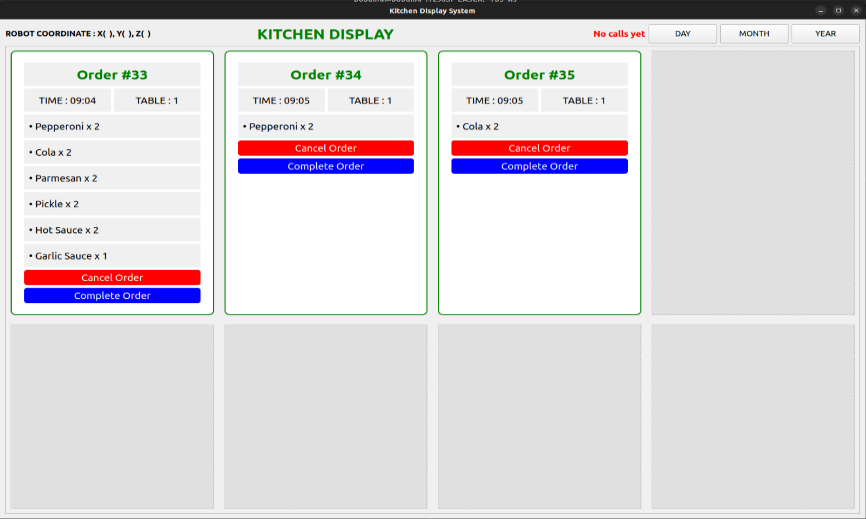 Kitchen Display System
ROBOT COORDINATE : X( ), Y( ), Z( )
KITCHEN DISPLAY
No calls yet
DAY
MONTH
YEAR
Order #33
TIME : 09:04
TABLE : 1
• Pepperoni x 2
• Cola x 2
• Parmesan x 2
• Pickle x 2
• Hot Sauce x 2
• Garlic Sauce x 1
Cancel Order
Complete Order
Order #34
TIME : 09:05
TABLE : 1
• Pepperoni x 2
Cancel Order
Complete Order
Order #35
TIME : 09:05
TABLE : 1
• Cola x 2
Cancel Order
Complete Order